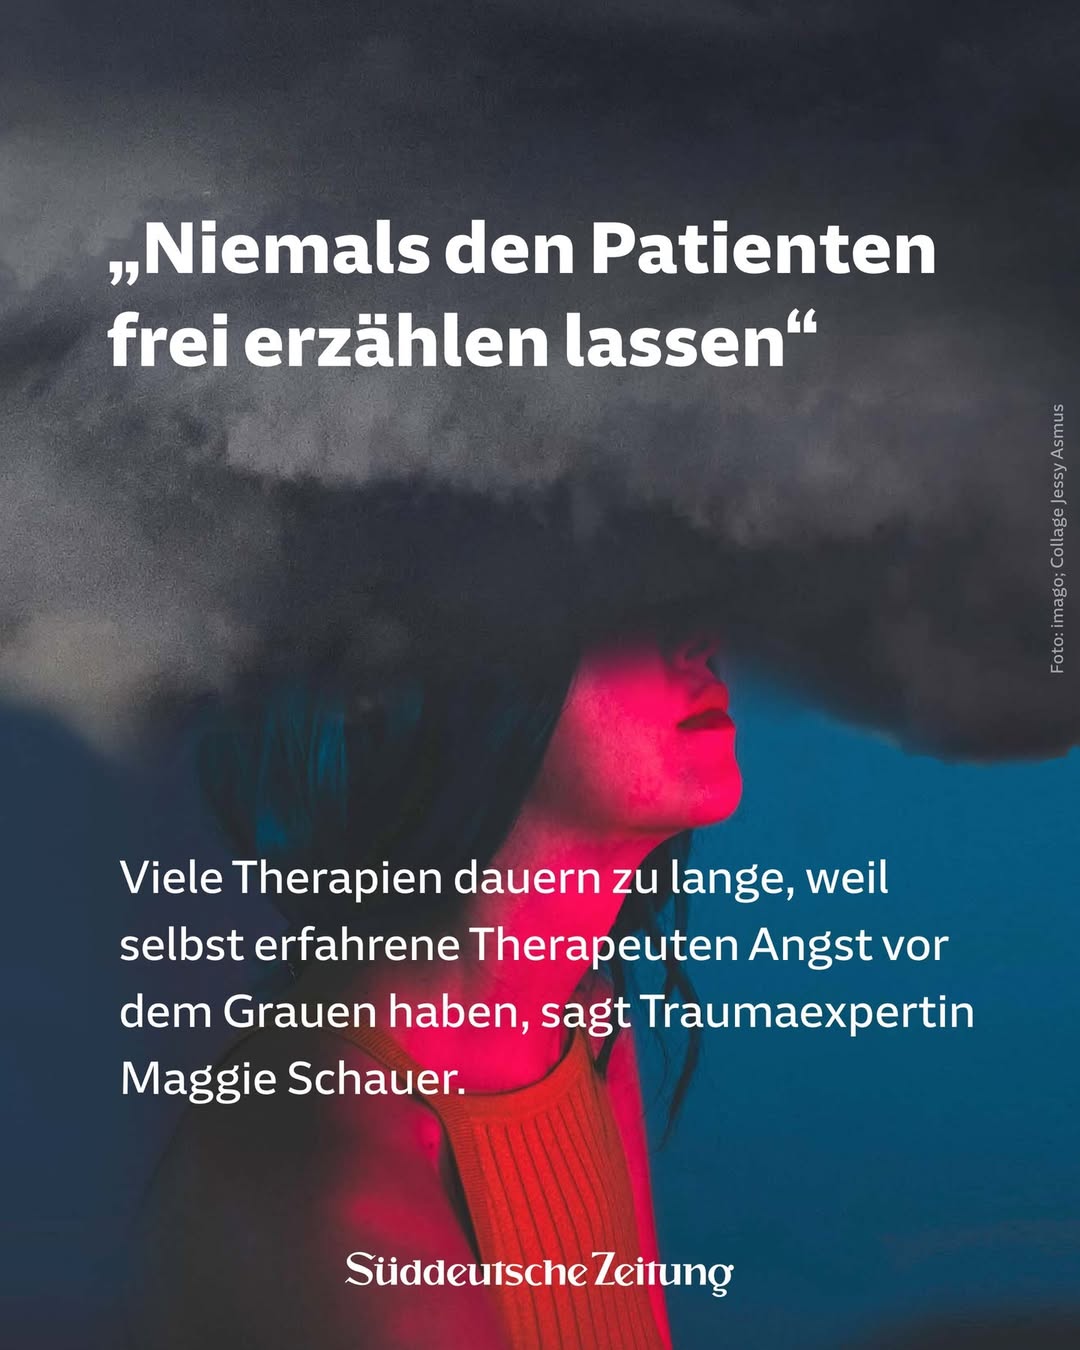 „Niemals den Patienten
frei erzählen lassen“
Foto: imago; Collage Jessy Asmus
Viele Therapien dauern zu lange, weil
selbst erfahrene Therapeuten Angst vor
dem Grauen haben, sagt Traumaexpertin
Maggie Schauer.
Süddeutsche Zeitung